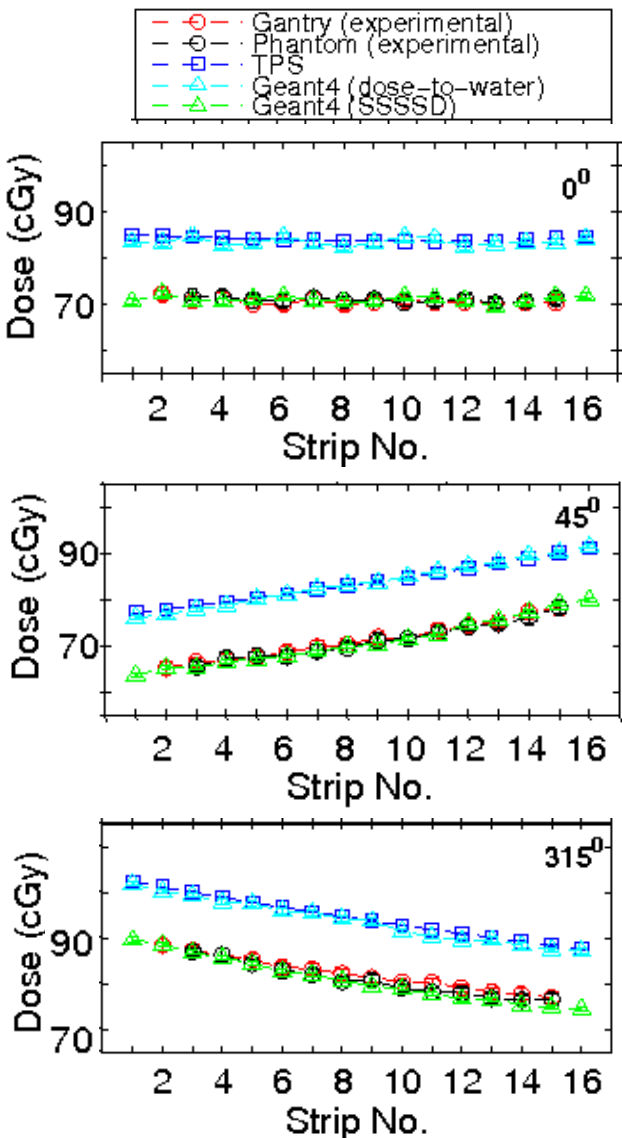 Gantry (experimental)
Phantom (experimental)
TPS
Geant4 (dose-to-water)
Geant4 (SSSSD)
0⁰
Dose (cGy)
90
70
2 4 6 8 10 12 14 16
Strip No.
45⁰
Dose (cGy)
90
70
2 4 6 8 10 12 14 16
Strip No.
315⁰
Dose (cGy)
90
70
2 4 6 8 10 12 14 16
Strip No.